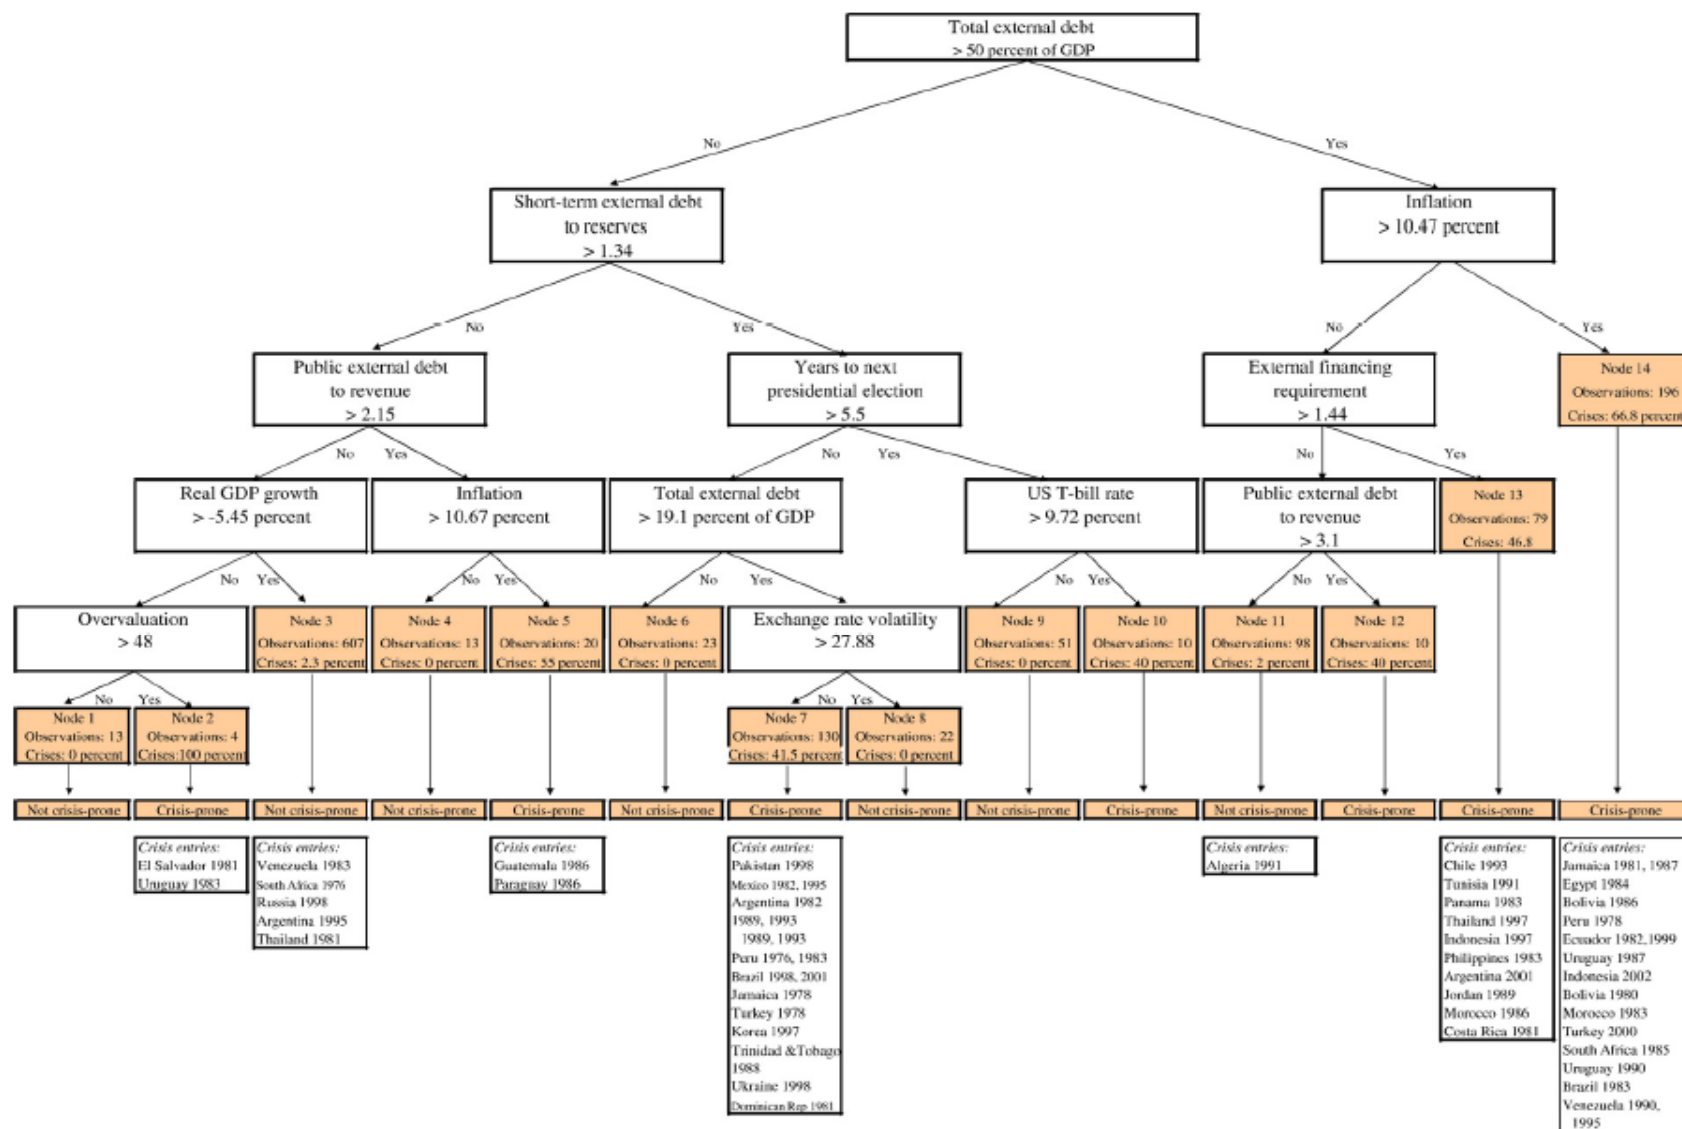 Total external debt
> 50 percent of GDP
No
Yes
Short-term external debt
to reserves
> 1.34
Inflation
> 10.47 percent
No
Yes
No
Yes
Public external debt
to revenue
> 2.15
Years to next
presidential election
> 5.5
External financing
requirement
> 1.44
Node 14
Observations: 196
Crises: 66.8 percent
No
Yes
No
Yes
No
Yes
Real GDP growth
> -5.45 percent
Inflation
> 10.67 percent
Total external debt
> 19.1 percent of GDP
US T-bill rate
> 9.72 percent
Public external debt
to revenue
> 3.1
Node 13
Observations: 79
Crises: 46.8
No
Yes
No
Yes
No
Yes
No
Yes
No
Yes
Overvaluation
> 48
Node 3
Observations: 607
Crises: 2.3 percent
Node 4
Observations: 13
Crises: 0 percent
Node 5
Observations: 20
Crises: 55 percent
Node 6
Observations: 23
Crises: 0 percent
Exchange rate volatility
> 27.88
Node 9
Observations: 51
Crises: 0 percent
Node 10
Observations: 10
Crises: 40 percent
Node 11
Observations: 98
Crises: 2 percent
Node 12
Observations: 10
Crises: 40 percent
No
Yes
No
Yes
Node 1
Observations: 13
Crises: 0 percent
Node 2
Observations: 4
Crises:100 percent
Node 7
Observations: 130
Crises: 41.5 percent
Node 8
Observations: 22
Crises: 0 percent
Not crisis-prone
Crisis-prone
Not crisis-prone
Not crisis-prone
Crisis-prone
Not crisis-prone
Crisis-prone
Not crisis-prone
Not crisis-prone
Crisis-prone
Not crisis-prone
Crisis-prone
Crisis-prone
Crisis-prone
Crisis entries:
El Salvador 1981
Uruguay 1983
Crisis entries:
Venezuela 1983
South Africa 1976
Russia 1998
Argentina 1995
Thailand 1981
Crisis entries:
Guatemala 1986
Paraguay 1986
Crisis entries:
Pakistan 1998
Mexico 1982, 1995
Argentina 1982
1989, 1993
1989, 1993
Peru 1976, 1983
Brazil 1998, 2001
Jamaica 1978
Turkey 1978
Korea 1997
Trinidad &Tobago
1988
Ukraine 1998
Dominican Rep 1981
Crisis entries:
Algeria 1991
Crisis entries:
Chile 1993
Tunisia 1991
Panama 1983
Thailand 1997
Indonesia 1997
Philippines 1983
Argentina 2001
Jordan 1989
Morocco 1986
Costa Rica 1981
Crisis entries:
Jamaica 1981, 1987
Egypt 1984
Bolivia 1986
Peru 1978
Ecuador 1982,1999
Uruguay 1987
Indonesia 2002
Bolivia 1980
Morocco 1983
Turkey 2000
South Africa 1985
Uruguay 1990
Brazil 1983
Venezuela 1990,
1995